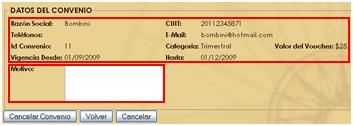 DATOS DEL CONVENIO
Razón Social: Bombini CUIT: 20112345871
Teléfonos: E-Mail: bombini@hotmail.com
Id Convenio: 11 Categoría: Trimestral Valor del Voucher: $25
Vigencia Desde: 01/09/2009 Hasta: 01/12/2009
Motivo:
Cancelar Convenio Volver Cancelar